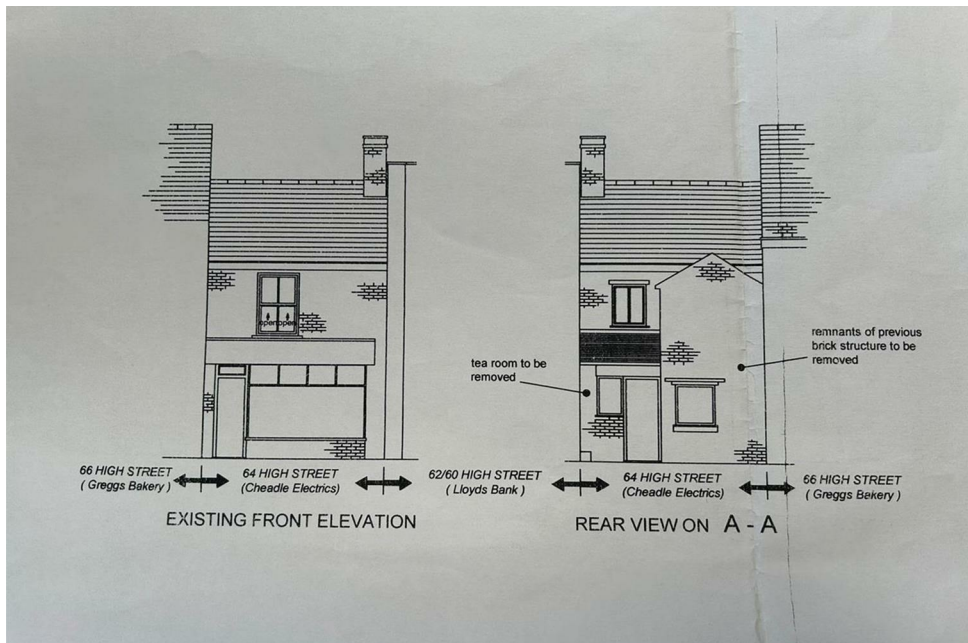 open
open
tea room to be
removed
remnants of previous
brick structure to be
removed
66 HIGH STREET
( Greggs Bakery )
64 HIGH STREET
(Cheadle Electrics)
62/60 HIGH STREET
( Lloyds Bank )
64 HIGH STREET
(Cheadle Electrics)
66 HIGH STREET
( Greggs Bakery )
EXISTING FRONT ELEVATION
REAR VIEW ON A - A